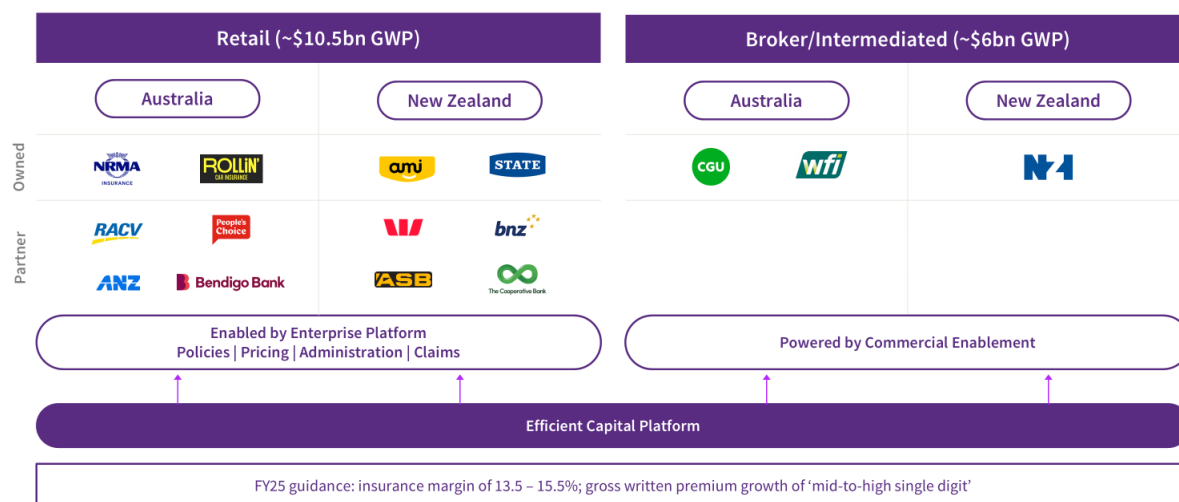 Retail (~$10.5bn GWP)
Broker/Intermediated (~$6bn GWP)
Australia
New Zealand
Australia
New Zealand
Owned
NRMA
INSURANCE
ROLLiN'
CAR INSURANCE
ami
STATE
CGU
wfi
NZI
Partner
RACV
People's
Choice
bnz
ANZ
Bendigo Bank
ASB
The Cooperative Bank
Enabled by Enterprise Platform
Policies | Pricing | Administration | Claims
Powered by Commercial Enablement
Efficient Capital Platform
FY25 guidance: insurance margin of 13.5 – 15.5%; gross written premium growth of ‘mid-to-high single digit’